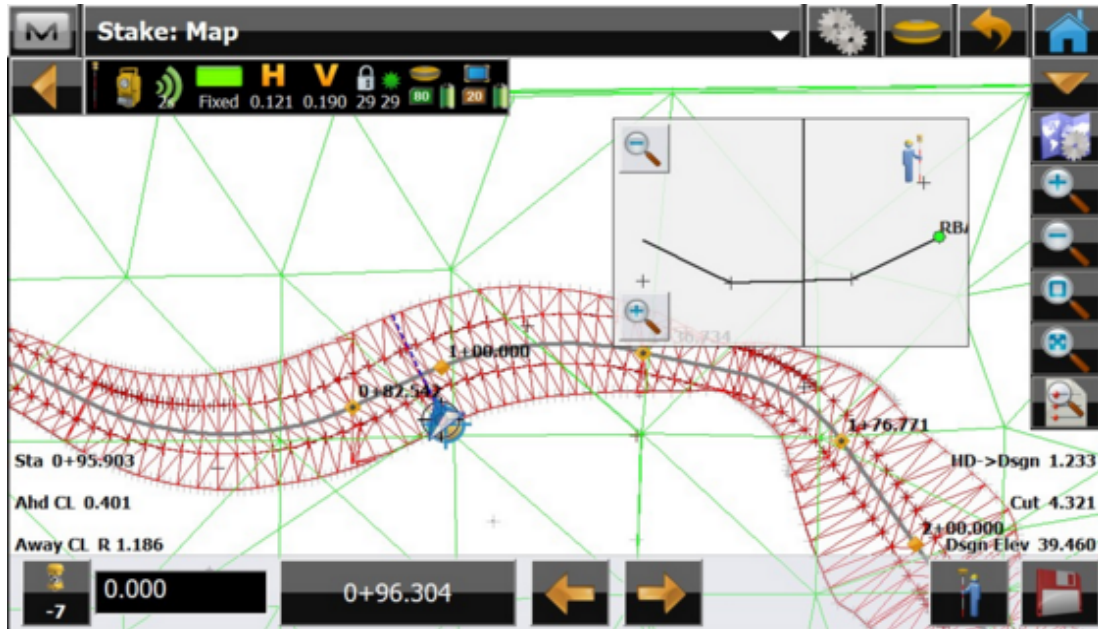 Stake: Map
H V
28 Fixed 0.121 0.190 29 29 80 20
RBA
1+00.000
0+82.547
1+76.771
Sta 0+95.903
HD->Dsgn 1.233
Ahd CL 0.401
Cut 4.321
2+00.000
Away CL R 1.186
Dsgn Elev 39.460
-7
0.000
0+96.304